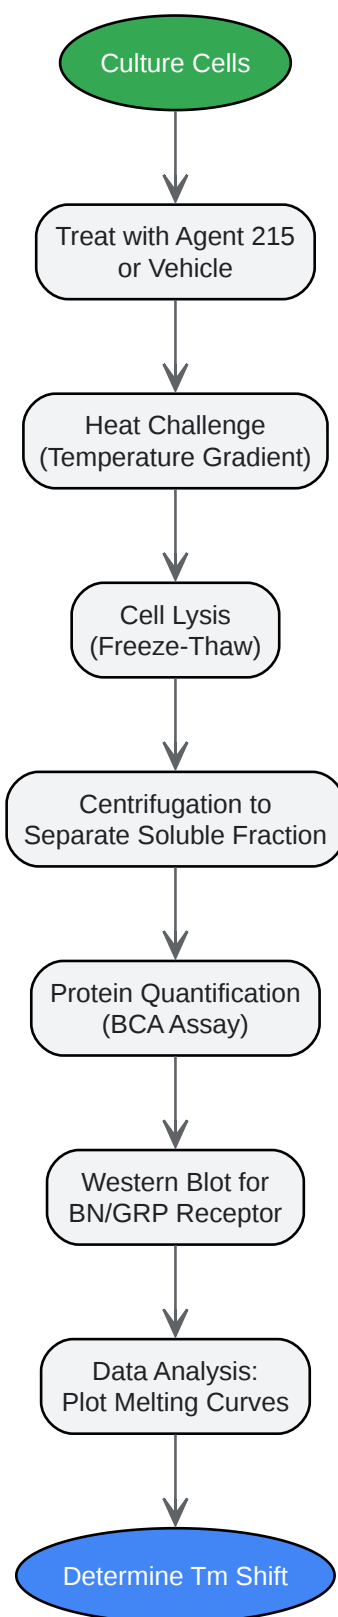 Culture Cells
Treat with Agent 215
or Vehicle
Heat Challenge
(Temperature Gradient)
Cell Lysis
(Freeze-Thaw)
Centrifugation to
Separate Soluble Fraction
Protein Quantification
(BCA Assay)
Western Blot for
BN/GRP Receptor
Data Analysis:
Plot Melting Curves
Determine Tm Shift